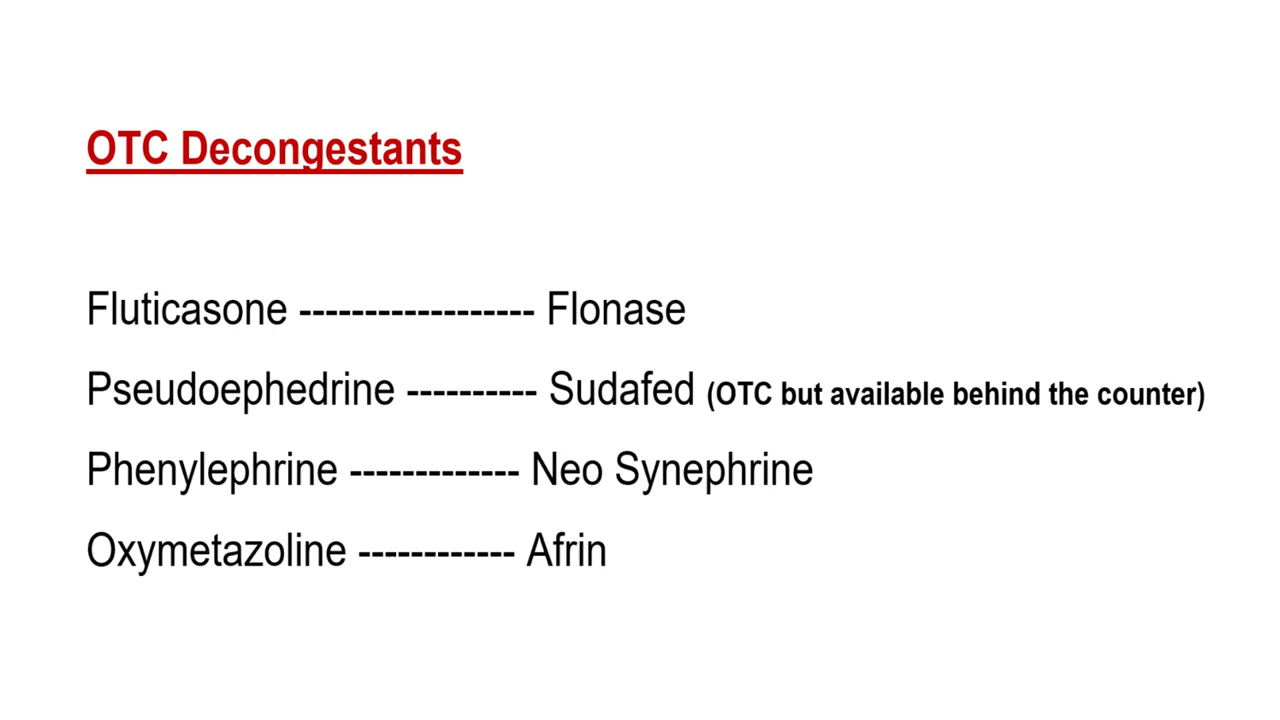 OTC Decongestants
Fluticasone ------------------ Flonase
Pseudoephedrine ---------- Sudafed (OTC but available behind the counter)
Phenylephrine ------------- Neo Synephrine
Oxymetazoline ------------ Afrin